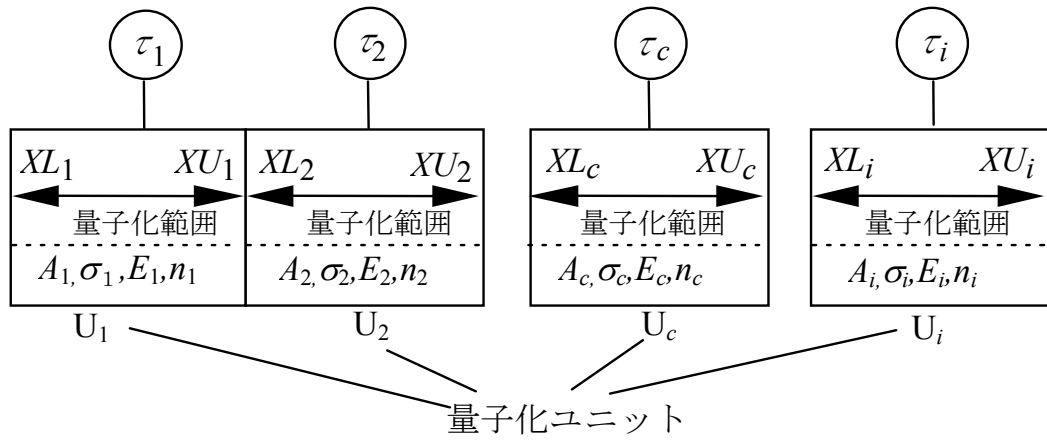 τ1 τ2 τc τi
XL1 XU1 XL2 XU2 XLc XUc XLi XUi
量子化範囲 量子化範囲 量子化範囲 量子化範囲
A1,σ1,E1,n1 A2,σ2,E2,n2 Ac,σc,Ec,nc Ai,σi,Ei,ni
U1 U2 Uc Ui
量子化ユニット